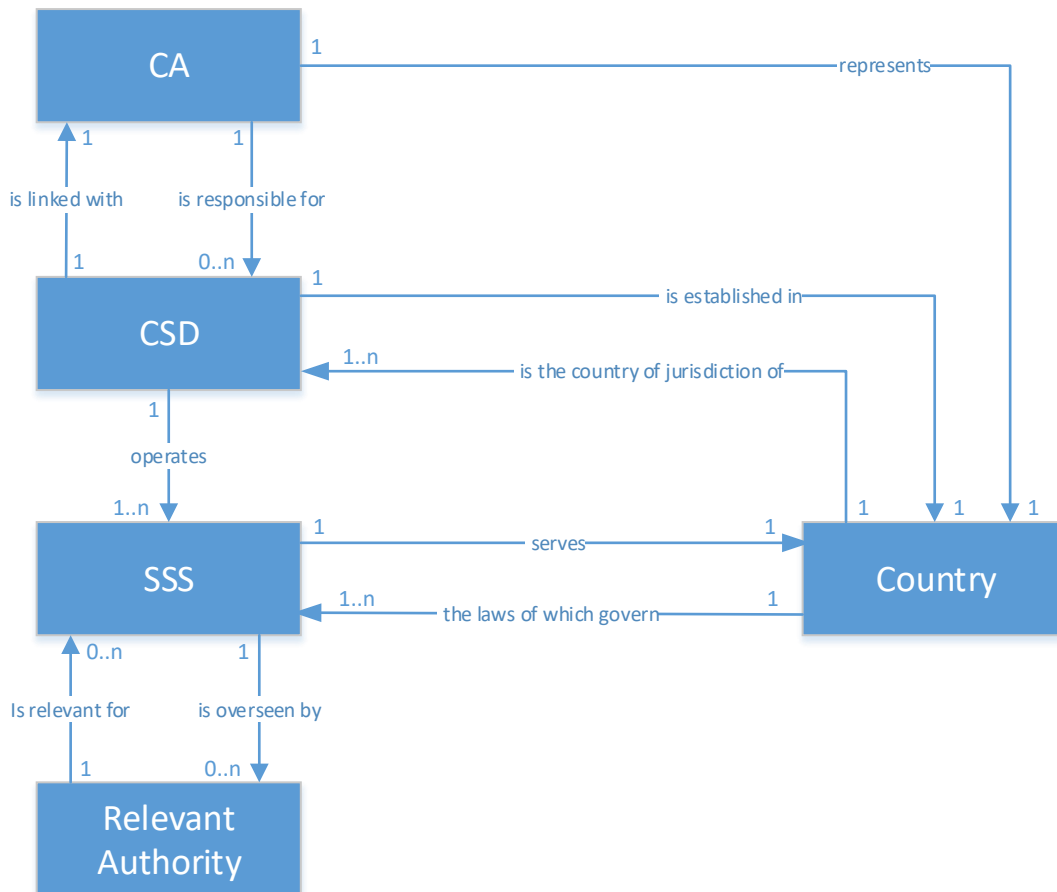 CA
1
represents
1
1
is linked with
is responsible for
1
0..n
1
is established in
CSD
1..n
is the country of jurisdiction of
1
operates
1..n
1
1
1
1
1
SSS
serves
Country
1..n
the laws of which govern
1
0..n
1
Is relevant for
is overseen by
1
0..n
Relevant
Authority